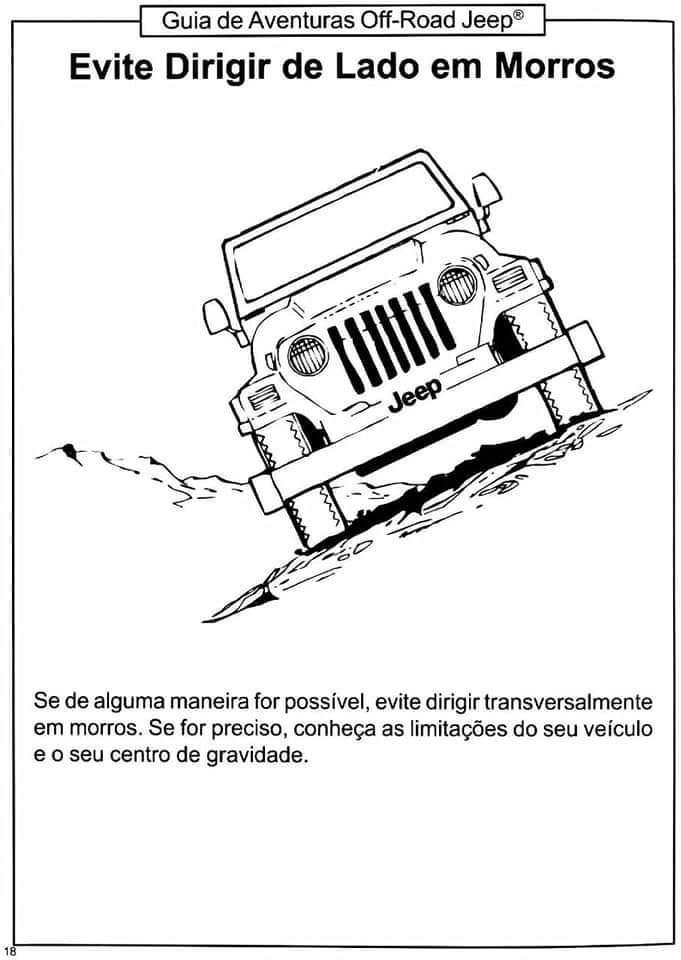 Guia de Aventuras Off-Road Jeep®
Evite Dirigir de Lado em Morros
Jeep
Se de alguma maneira for possível, evite dirigir transversalmente
em morros. Se for preciso, conheça as limitações do seu veículo
e o seu centro de gravidade.
18